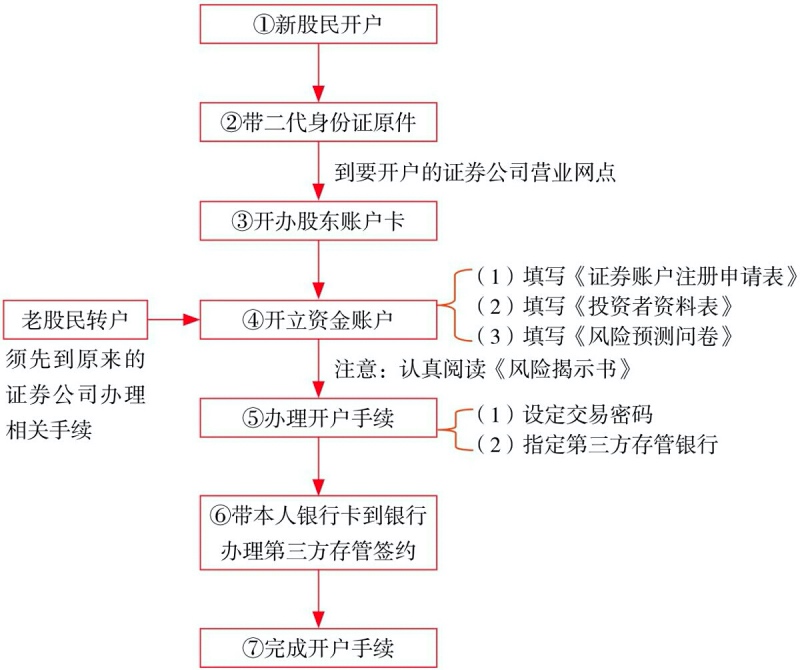 ①新股民开户
②带二代身份证原件
到要开户的证券公司营业网点
③开办股东账户卡
老股民转户
须先到原来的
证券公司办理
相关手续
④开立资金账户
（1）填写《证券账户注册申请表》
（2）填写《投资者资料表》
（3）填写《风险预测问卷》
注意：认真阅读《风险揭示书》
⑤办理开户手续
（1）设定交易密码
（2）指定第三方存管银行
⑥带本人银行卡到银行
办理第三方存管签约
⑦完成开户手续